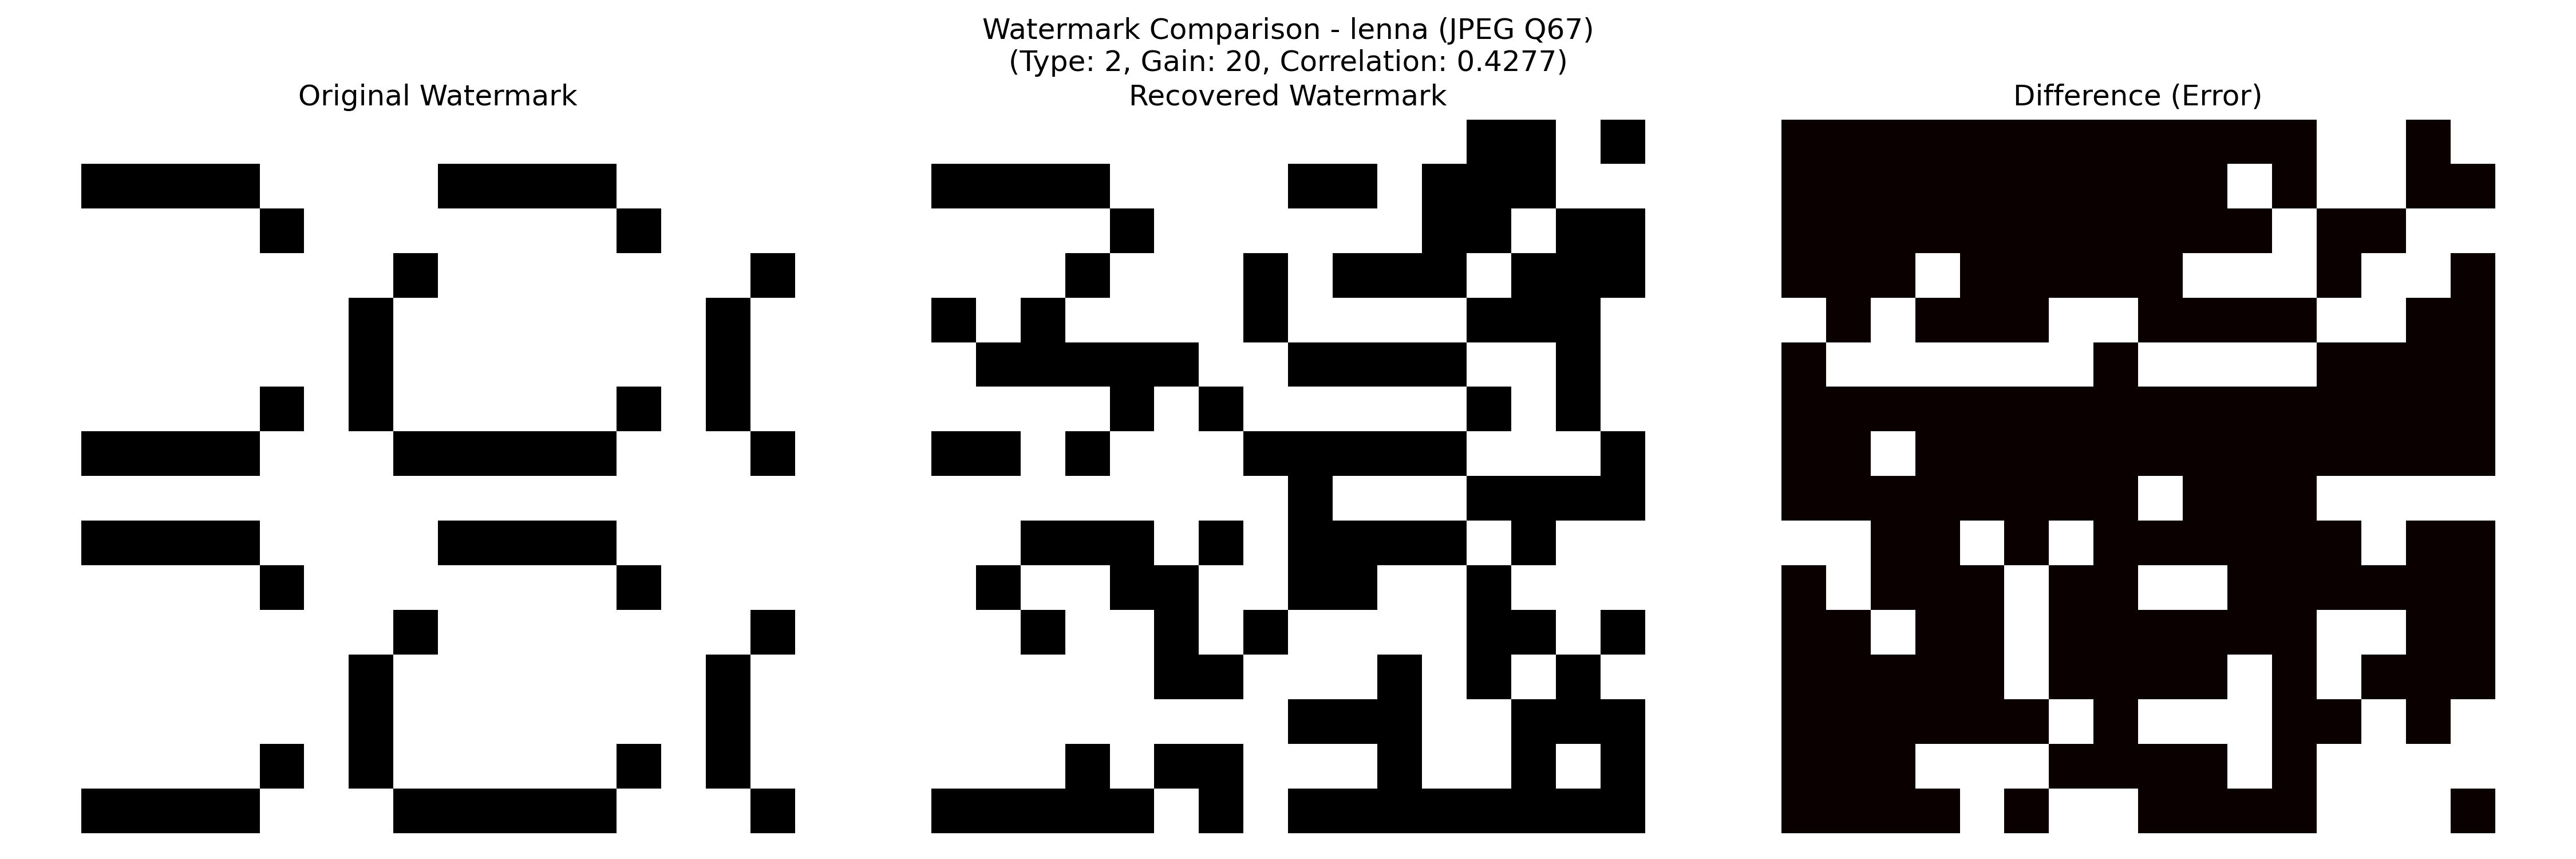 Watermark Comparison - lenna (JPEG Q67)
(Type: 2, Gain: 20, Correlation: 0.4277)
Original Watermark
Recovered Watermark
Difference (Error)